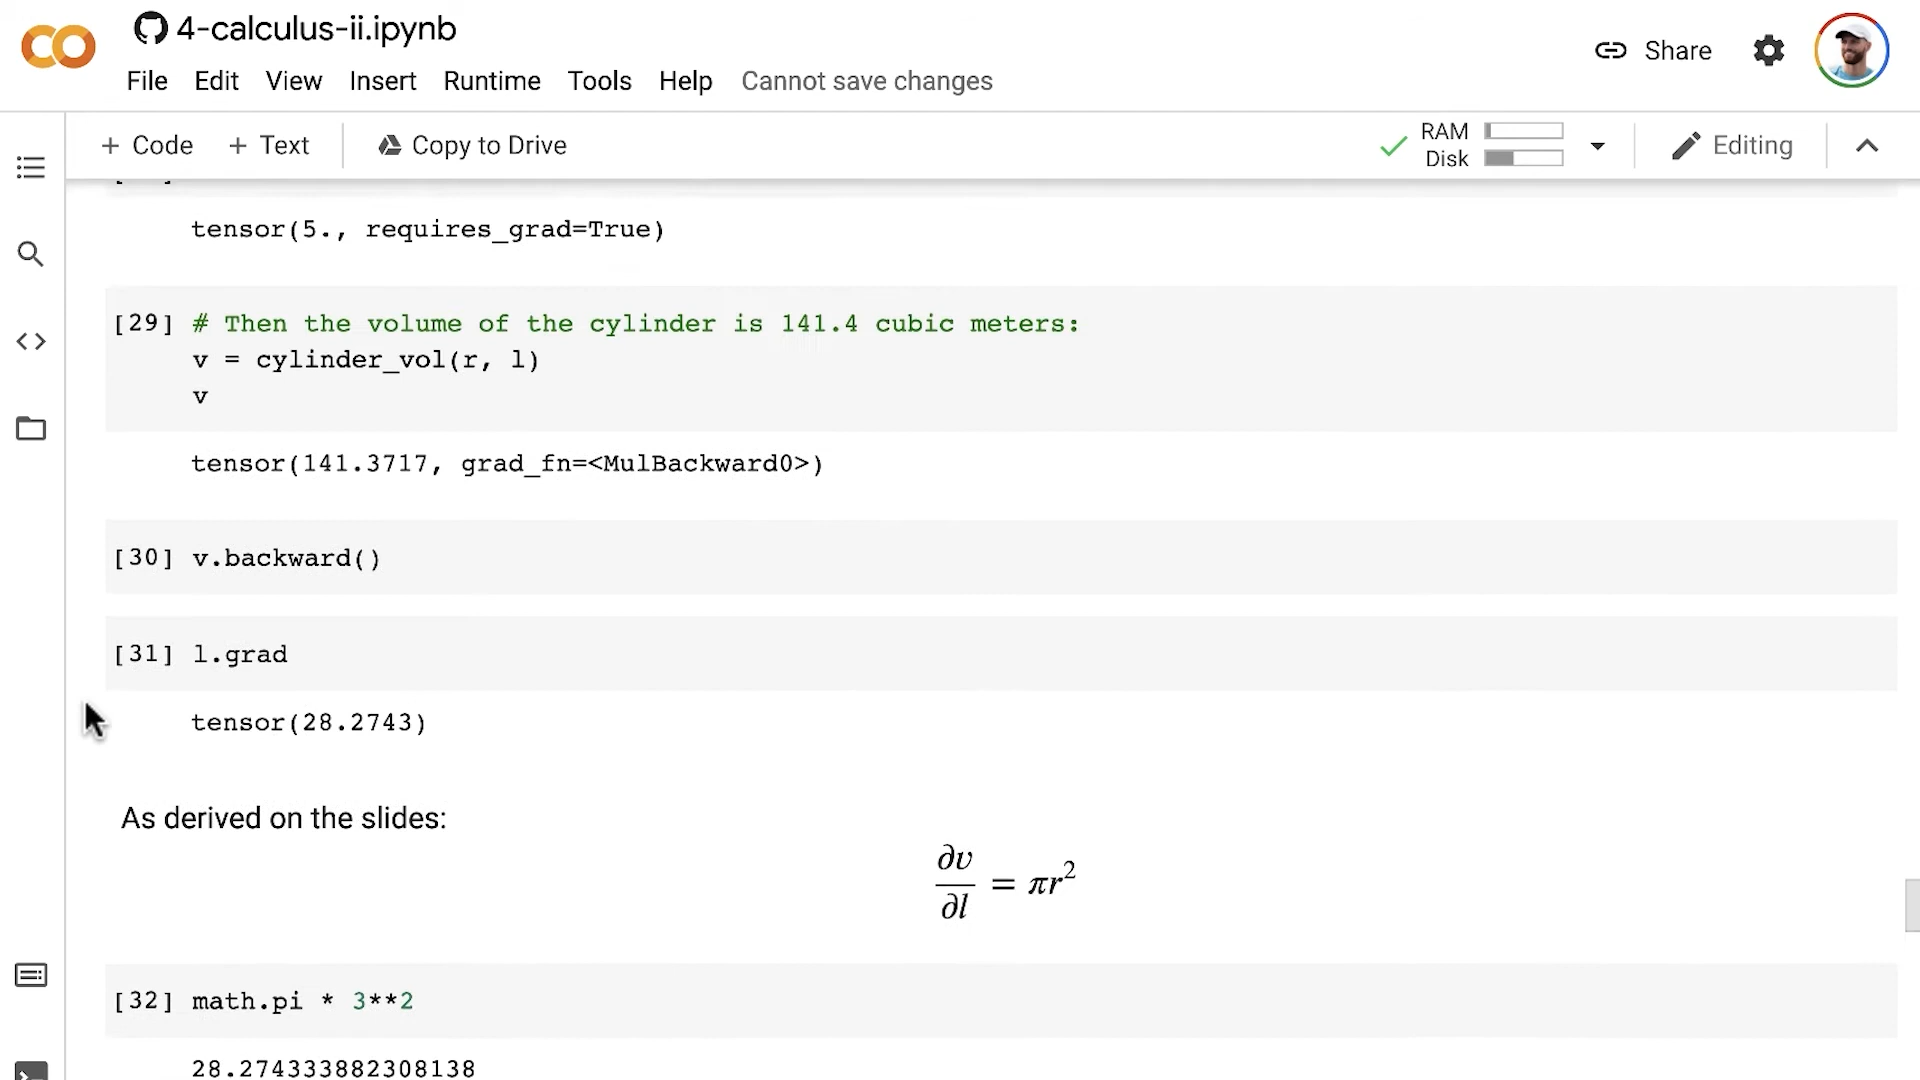 4-calculus-ii.ipynb
File Edit View Insert Runtime Tools Help Cannot save changes
Share
+ Code + Text Copy to Drive
RAM
Disk
Editing
tensor(5., requires_grad=True)
[29] # Then the volume of the cylinder is 141.4 cubic meters:
v = cylinder_vol(r, l)
v
tensor(141.3717, grad_fn=<MulBackward0>)
[30] v.backward()
[31] l.grad
tensor(28.2743)
As derived on the slides:
∂v/∂l = πr²
[32] math.pi * 3**2
28.274333882308138